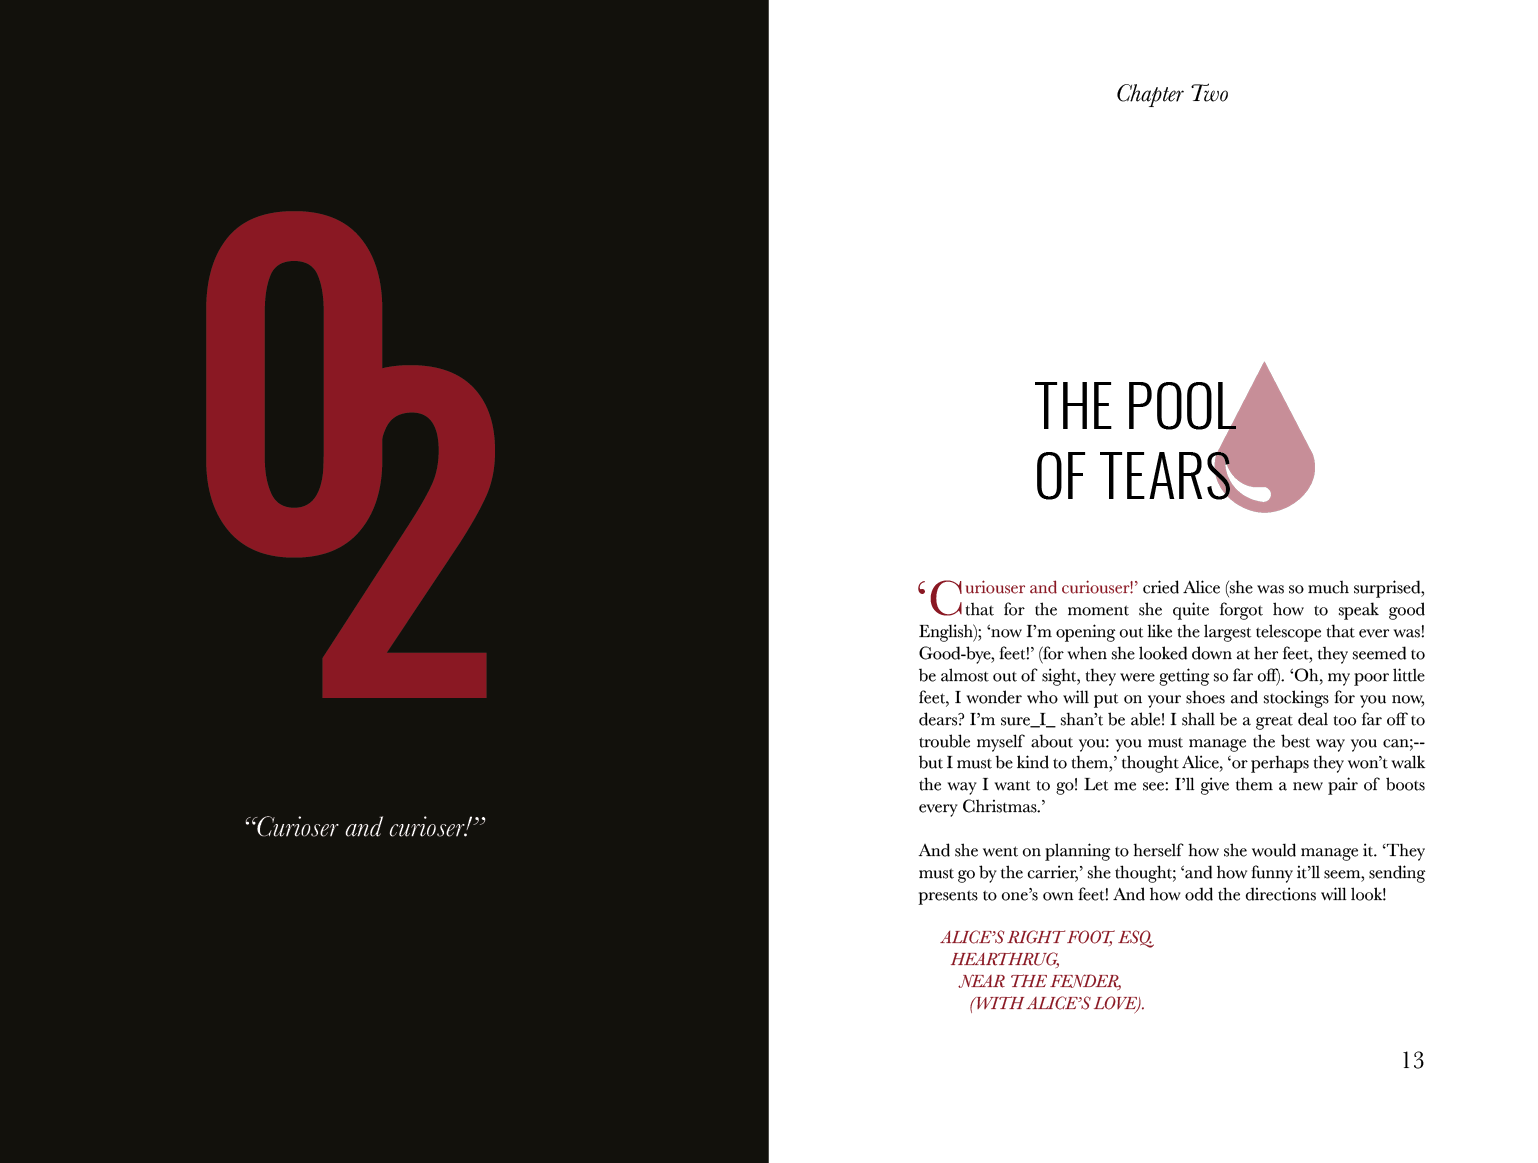 02
“Curioser and curioser!”
Chapter Two
THE POOL
OF TEARS
‘Curiouser and curiouser!’ cried Alice (she was so much surprised,
that for the moment she quite forgot how to speak good
English); ‘now I’m opening out like the largest telescope that ever was!
Good-bye, feet!’ (for when she looked down at her feet, they seemed to
be almost out of sight, they were getting so far off). ‘Oh, my poor little
feet, I wonder who will put on your shoes and stockings for you now,
dears? I’m sure_I_ shan’t be able! I shall be a great deal too far off to
trouble myself about you: you must manage the best way you can;--
but I must be kind to them,’ thought Alice, ‘or perhaps they won’t walk
the way I want to go! Let me see: I’ll give them a new pair of boots
every Christmas.’
And she went on planning to herself how she would manage it. ‘They
must go by the carrier,’ she thought; ‘and how funny it’ll seem, sending
presents to one’s own feet! And how odd the directions will look!
ALICE’S RIGHT FOOT, ESQ.
HEARTHRUG,
NEAR THE FENDER,
(WITH ALICE’S LOVE).
13